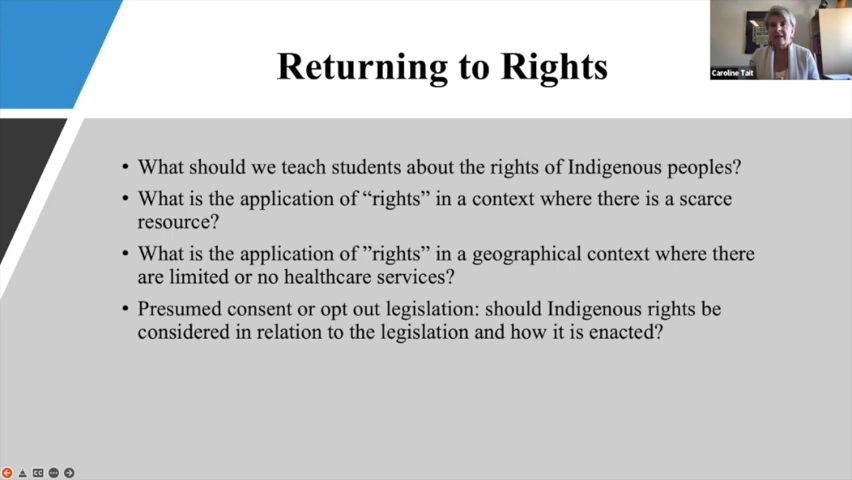 Returning to Rights
Caroline Tait
• What should we teach students about the rights of Indigenous peoples?
• What is the application of “rights” in a context where there is a scarce
resource?
• What is the application of ”rights” in a geographical context where there
are limited or no healthcare services?
• Presumed consent or opt out legislation: should Indigenous rights be
considered in relation to the legislation and how it is enacted?
CC